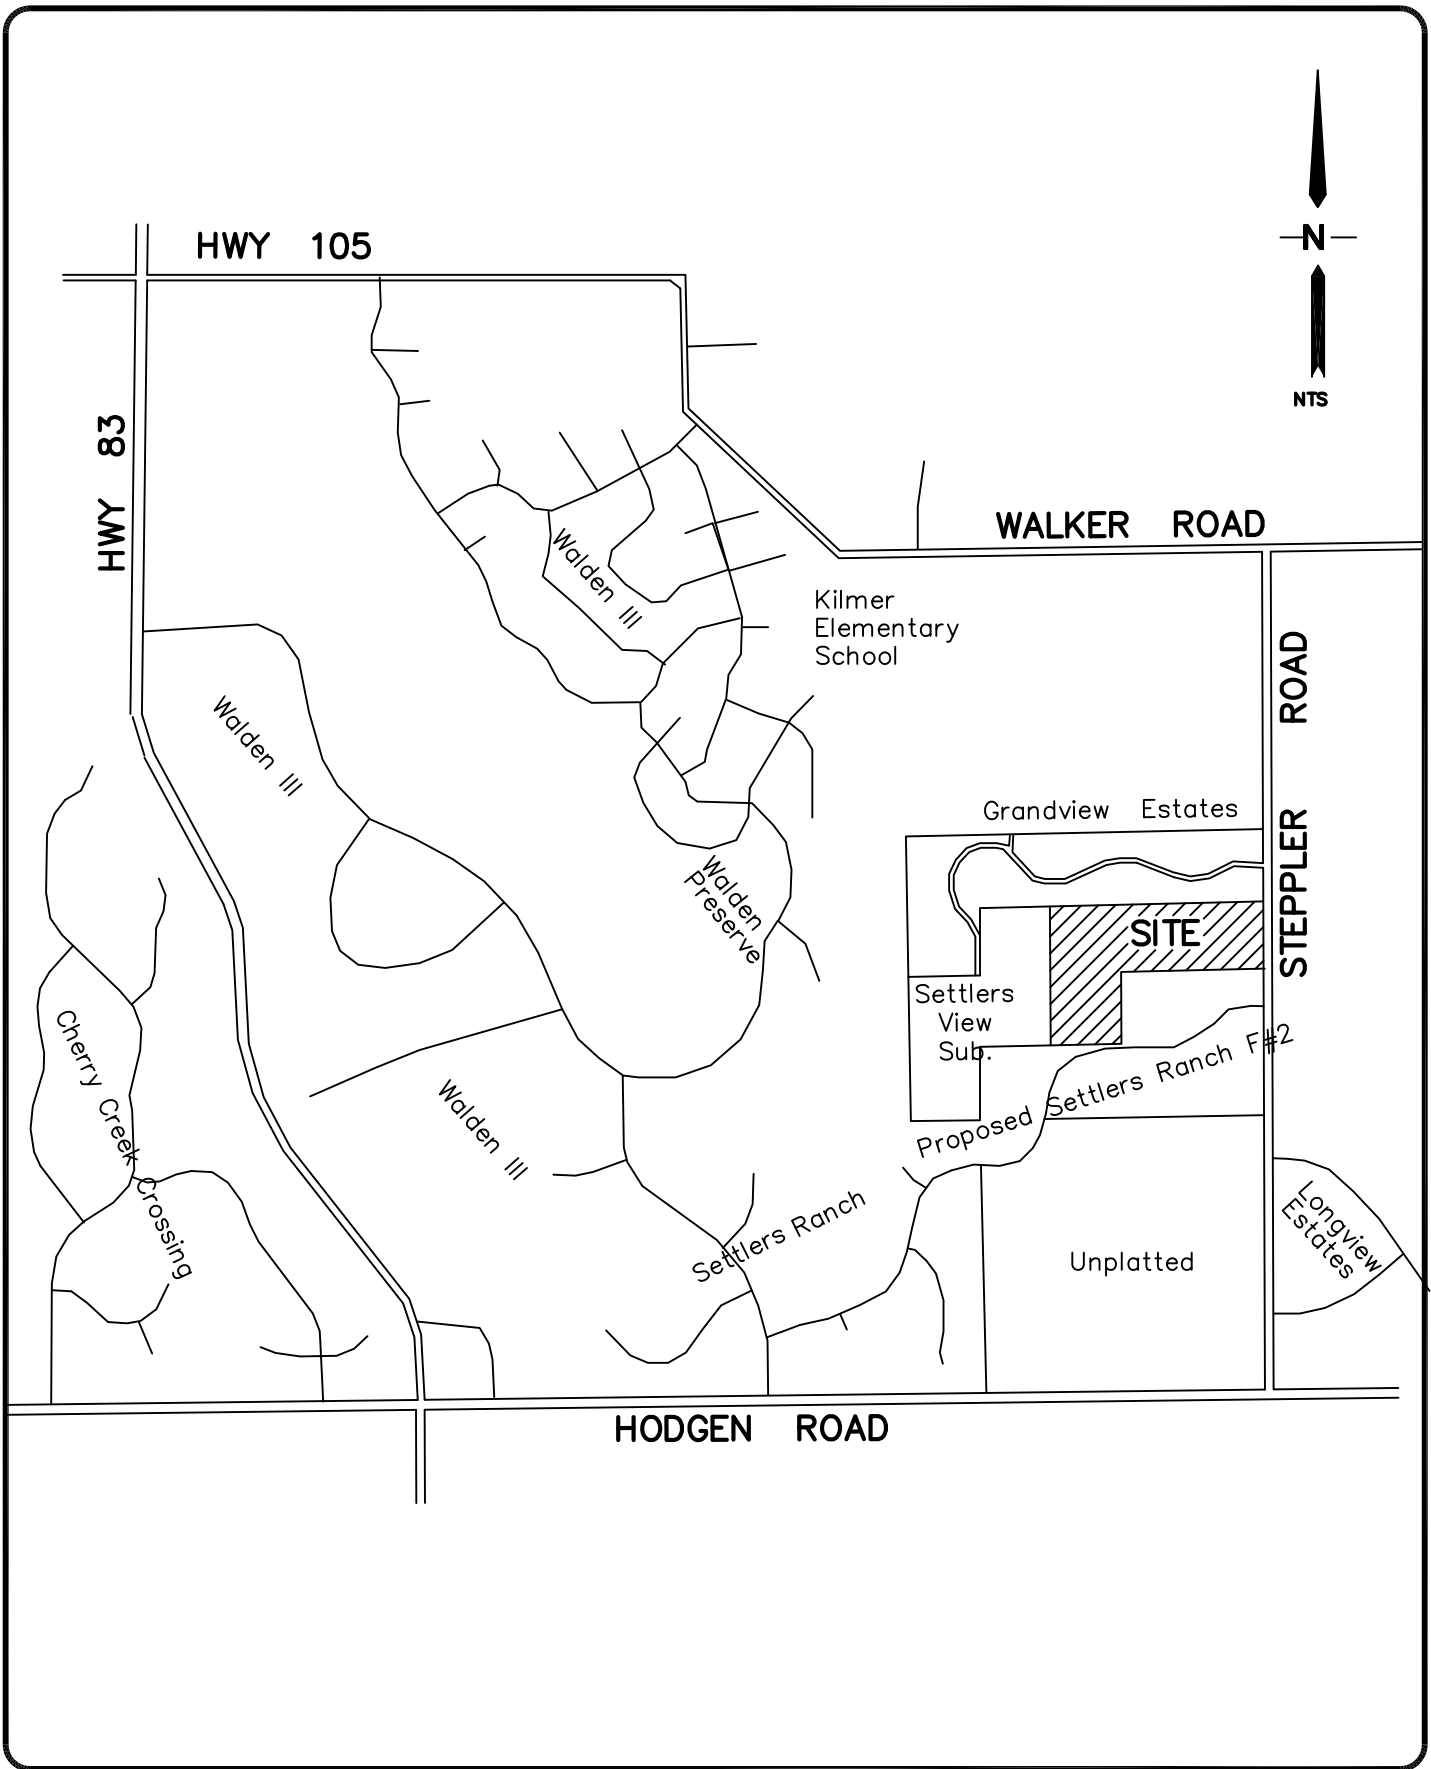 N
NTS
HWY 105
HWY 83
WALKER ROAD
Walden III
Kilmer
Elementary
School
STEPPLER ROAD
Walden III
Grandview Estates
Walden
Preserve
SITE
Settlers
View
Sub.
Cherry Creek Crossing
Walden III
Proposed Settlers Ranch F#2
Settlers Ranch
Longview
Estates
Unplatted
HODGEN ROAD